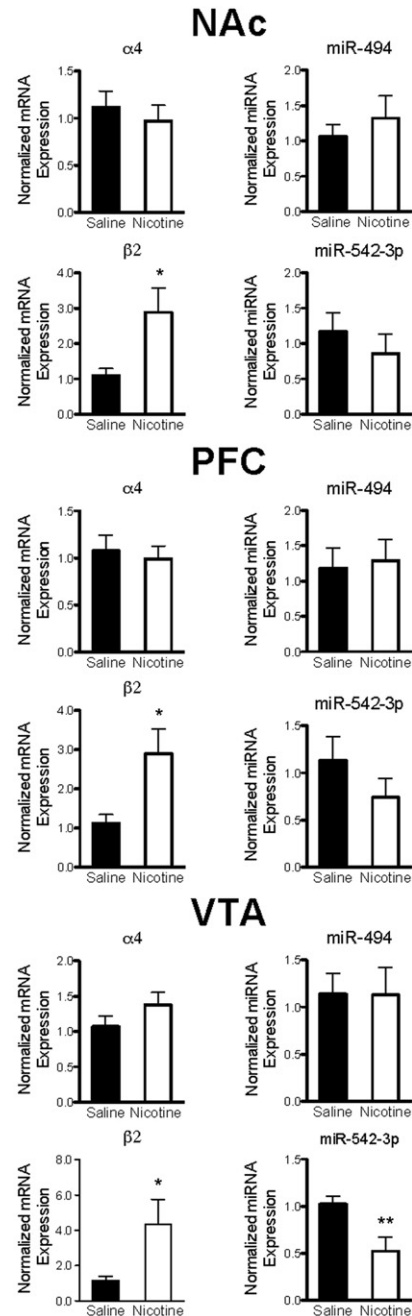 NAc
α4
Normalized mRNA
Expression
1.5
1.0
0.5
0.0
Saline Nicotine
miR-494
Normalized miRNA
Expression
2.0
1.5
1.0
0.5
0.0
Saline Nicotine
β2
Normalized mRNA
Expression
4.0
3.0
2.0
1.0
0.0
*
Saline Nicotine
miR-542-3p
Normalized miRNA
Expression
2.0
1.5
1.0
0.5
0.0
Saline Nicotine
PFC
α4
Normalized mRNA
Expression
1.5
1.0
0.5
0.0
Saline Nicotine
miR-494
Normalized miRNA
Expression
2.0
1.5
1.0
0.5
0.0
Saline Nicotine
β2
Normalized mRNA
Expression
4.0
3.0
2.0
1.0
0.0
*
Saline Nicotine
miR-542-3p
Normalized miRNA
Expression
1.5
1.0
0.5
0.0
Saline Nicotine
VTA
α4
Normalized mRNA
Expression
2.0
1.5
1.0
0.5
0.0
Saline Nicotine
miR-494
Normalized miRNA
Expression
1.5
1.0
0.5
0.0
Saline Nicotine
β2
Normalized mRNA
Expression
8.0
6.0
4.0
2.0
0.0
*
Saline Nicotine
miR-542-3p
Normalized miRNA
Expression
1.5
1.0
0.5
0.0
**
Saline Nicotine